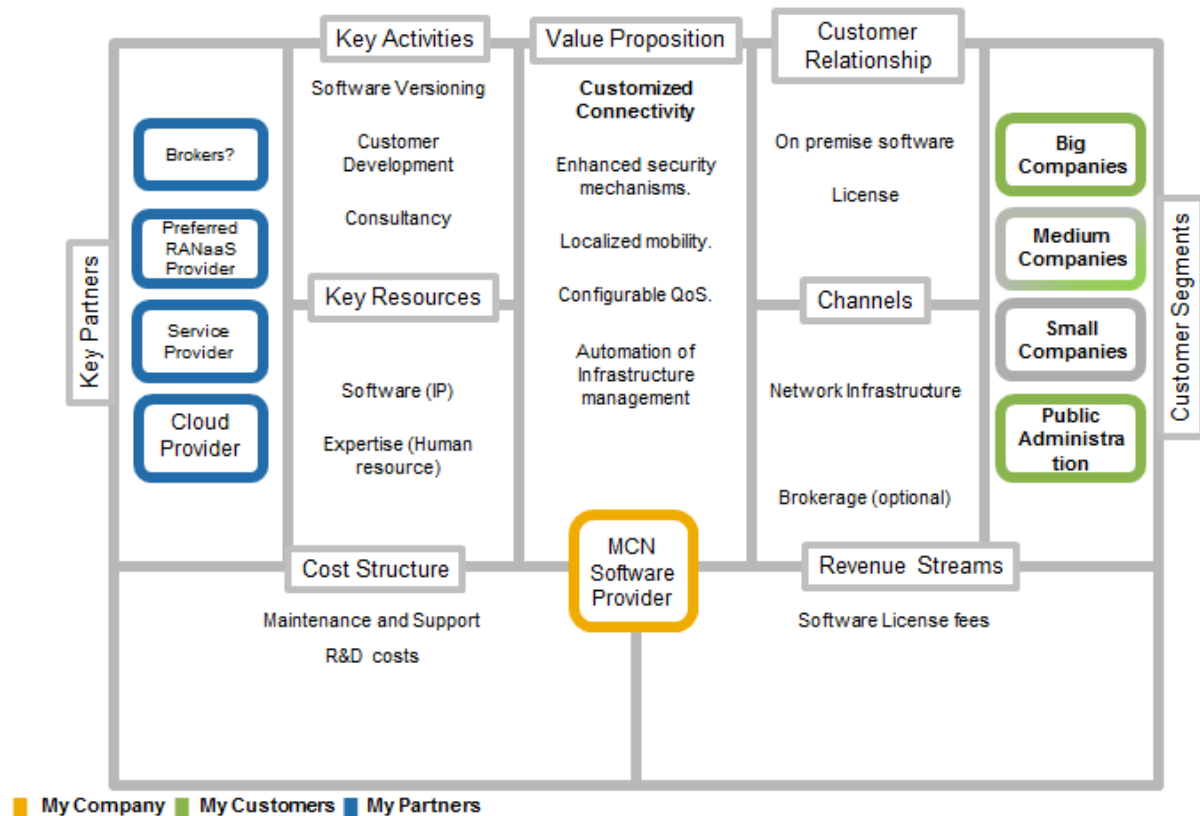 Key Activities
Value Proposition
Customer
Relationship
Software Versioning
Customer
Development
Consultancy
Customized
Connectivity
Enhanced security
mechanisms.
Localized mobility.
Configurable QoS.
Automation of
Infrastructure
management
On premise software
License
Brokers?
Preferred
RANaaS
Provider
Service
Provider
Cloud
Provider
Key Partners
Key Resources
Software (IP)
Expertise (Human
resource)
Channels
Network Infrastructure
Brokerage (optional)
Big
Companies
Medium
Companies
Small
Companies
Public
Administra
tion
Customer Segments
Cost Structure
Maintenance and Support
R&D costs
MCN
Software
Provider
Revenue Streams
Software License fees
My Company
My Customers
My Partners